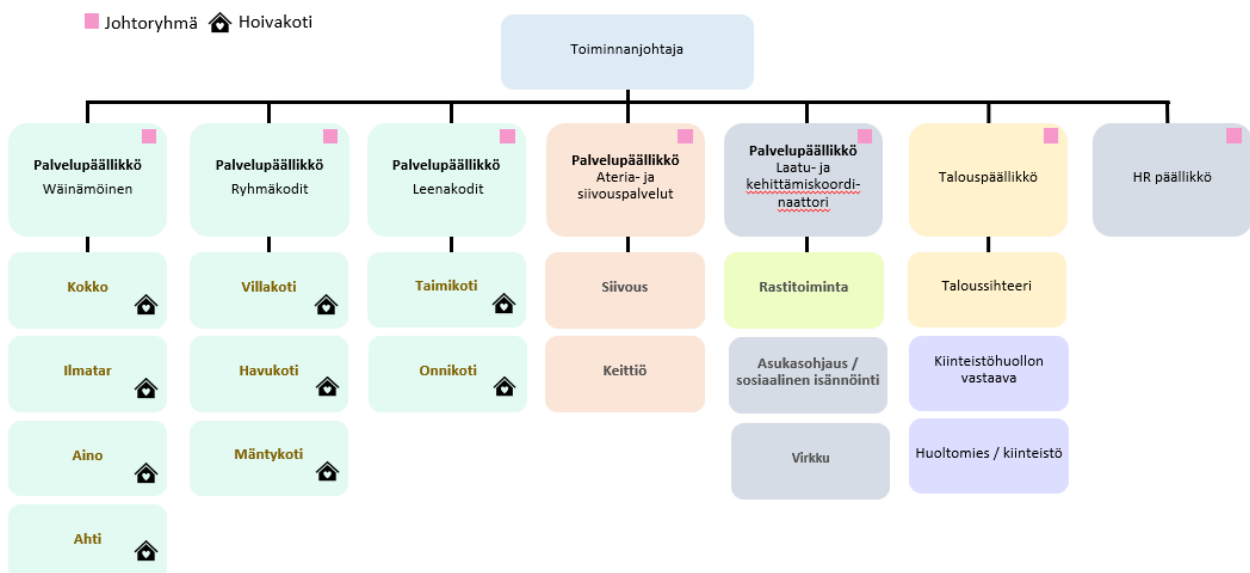 Johtoryhmä
Hoivakoti
Toiminnanjohtaja
Palvelupäällikkö
Wäinämöinen
Palvelupäällikkö
Ryhmäkodit
Palvelupäällikkö
Leenakodit
Palvelupäällikkö
Ateria- ja
siivouspalvelut
Palvelupäällikkö
Laatu- ja
kehittämiskoordi-
naattori
Talouspäällikkö
HR päällikkö
Kokko
Ilmatar
Aino
Ahti
Villakoti
Havukoti
Mäntykoti
Taimikoti
Onnikoti
Siivous
Keittiö
Rastitoiminta
Asukasohjaus /
sosiaalinen isännöinti
Virkku
Taloussihteeri
Kiinteistöhuollon
vastaava
Huoltomies / kiinteistö